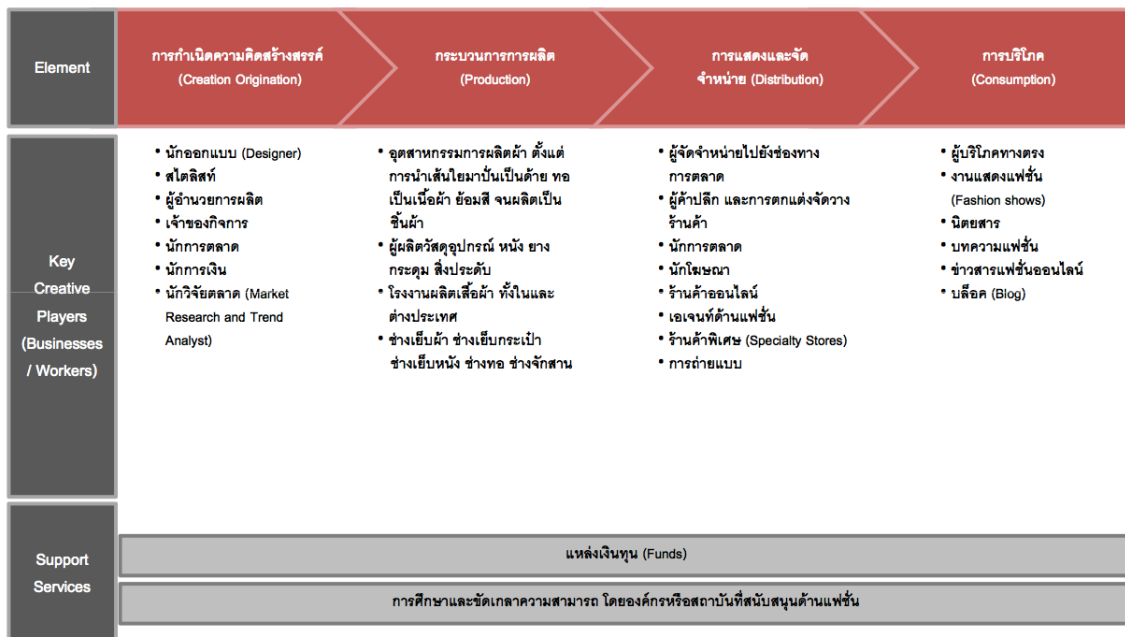 Element
การกำเนิดความคิดสร้างสรรค์
(Creation Origination)
กระบวนการการผลิต
(Production)
การแสดงและจัด
จำหน่าย (Distribution)
การบริโภค
(Consumption)
Key
Creative
Players
(Businesses
/ Workers)
• นักออกแบบ (Designer)
• สไตลิสท์
• ผู้อำนวยการผลิต
• เจ้าของกิจการ
• นักการตลาด
• นักการเงิน
• นักวิจัยตลาด (Market
Research and Trend
Analyst)
• อุตสาหกรรมการผลิตผ้า ตั้งแต่
การนำเส้นใยมาปั่นเป็นด้าย ทอ
เป็นเนื้อผ้า ย้อมสี จนผลิตเป็น
ชิ้นผ้า
• ผู้ผลิตวัสดุอุปกรณ์ หนัง ยาง
กระดุม สิ่งประดับ
• โรงงานผลิตเสื้อผ้า ทั้งในและ
ต่างประเทศ
• ช่างเย็บผ้า ช่างเย็บกระเป๋า
ช่างเย็บหนัง ช่างทอ ช่างจักสาน
• ผู้จัดจำหน่ายไปยังช่องทาง
การตลาด
• ผู้ค้าปลีก และการตกแต่งจัดวาง
ร้านค้า
• นักการตลาด
• นักโฆษณา
• ร้านค้าออนไลน์
• เอเจนท์ด้านแฟชั่น
• ร้านค้าพิเศษ (Specialty Stores)
• การถ่ายแบบ
• ผู้บริโภคทางตรง
• งานแสดงแฟชั่น
(Fashion shows)
• นิตยสาร
• บทความแฟชั่น
• ข่าวสารแฟชั่นออนไลน์
• บล็อค (Blog)
Support
Services
แหล่งเงินทุน (Funds)
การศึกษาและขัดเกลาความสามารถ โดยองค์กรหรือสถาบันที่สนับสนุนด้านแฟชั่น